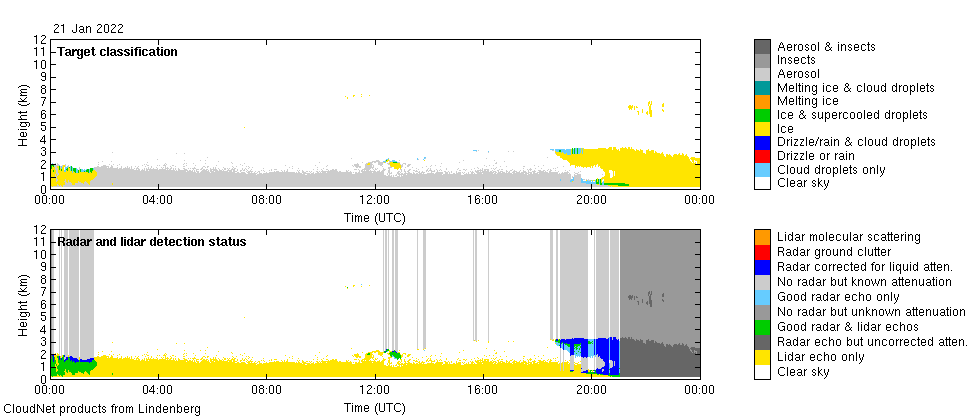 21 Jan 2022
Target classification
Height (km)
12
11
10
9
8
7
6
5
4
3
2
1
0
00:00 04:00 08:00 12:00 16:00 20:00 00:00
Time (UTC)
Aerosol & insects
Insects
Aerosol
Melting ice & cloud droplets
Melting ice
Ice & supercooled droplets
Ice
Drizzle/rain & cloud droplets
Drizzle or rain
Cloud droplets only
Clear sky
Radar and lidar detection status
Height (km)
12
11
10
9
8
7
6
5
4
3
2
1
0
00:00 04:00 08:00 12:00 16:00 20:00 00:00
Time (UTC)
Lidar molecular scattering
Radar ground clutter
Radar corrected for liquid atten.
No radar but known attenuation
Good radar echo only
No radar but unknown attenuation
Good radar & lidar echos
Radar echo but uncorrected atten.
Lidar echo only
Clear sky
CloudNet products from Lindenberg